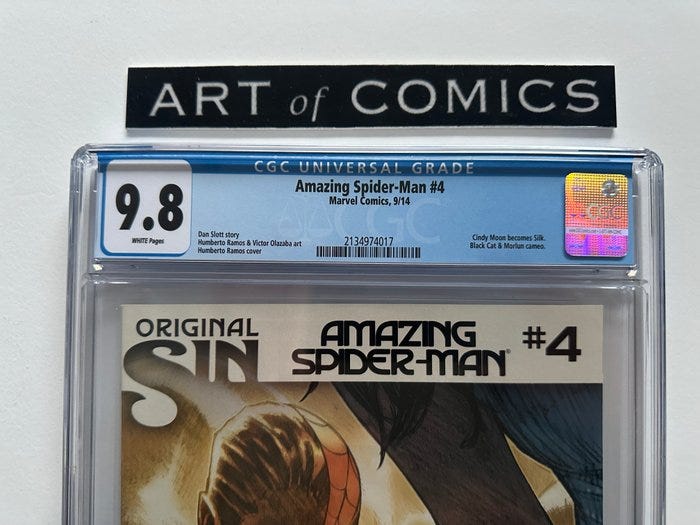 ART of COMICS
CGC UNIVERSAL GRADE
9.8
WHITE Pages
Amazing Spider-Man #4
Marvel Comics, 9/14
Dan Slott story
Humberto Ramos & Victor Olazaba art
Humberto Ramos cover
2134974017
Cindy Moon becomes Silk.
Black Cat & Morlun cameo.
CGC
CGC
ORIGINAL
SIN
AMAZING
SPIDER-MAN
#4